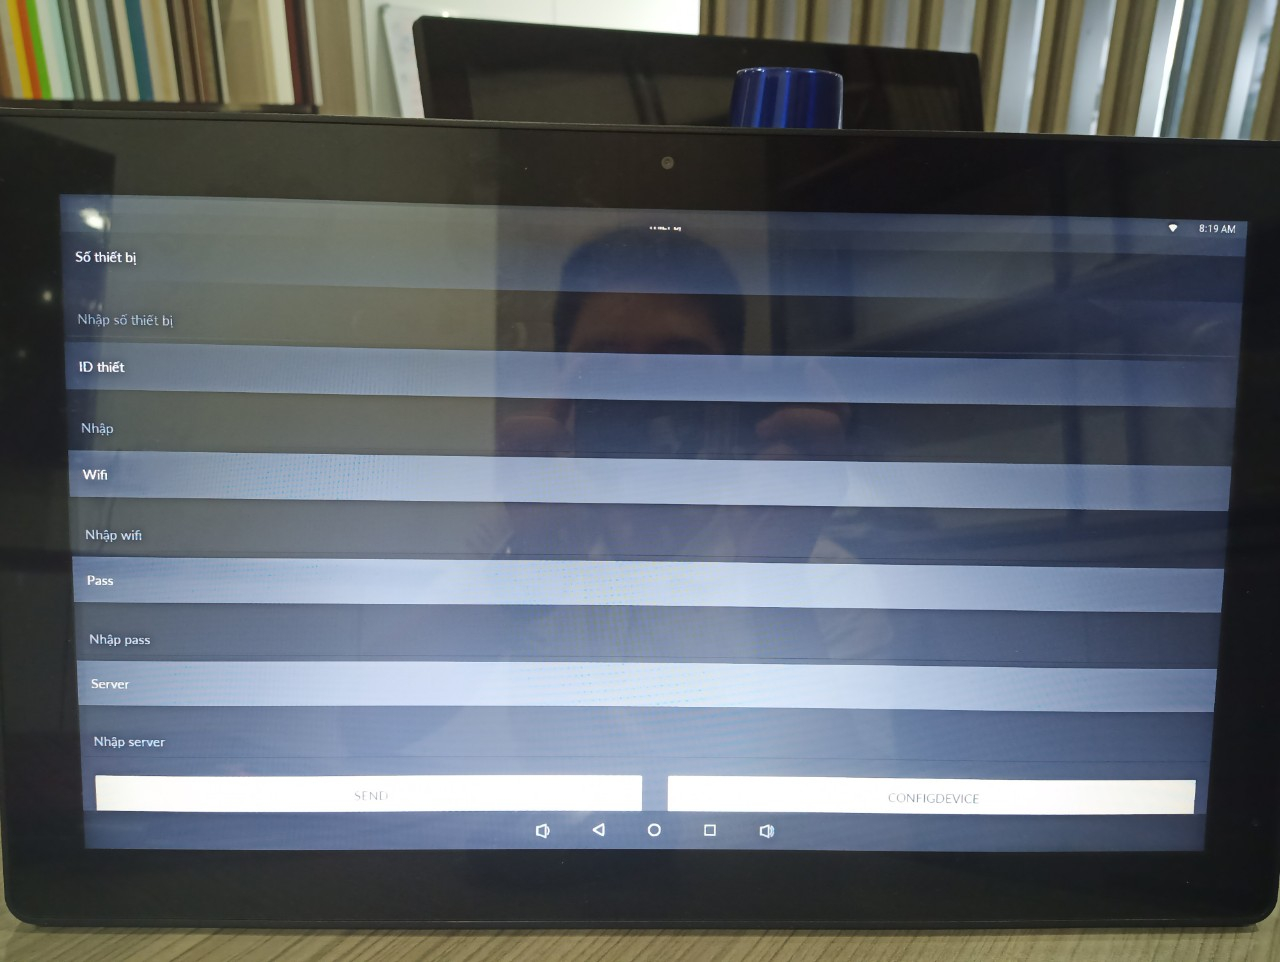 8:19 AM
Số thiết bị
Nhập số thiết bị
ID thiết
Nhập
Wifi
Nhập wifi
Pass
Nhập pass
Server
Nhập server
SEND
CONFIGDEVICE